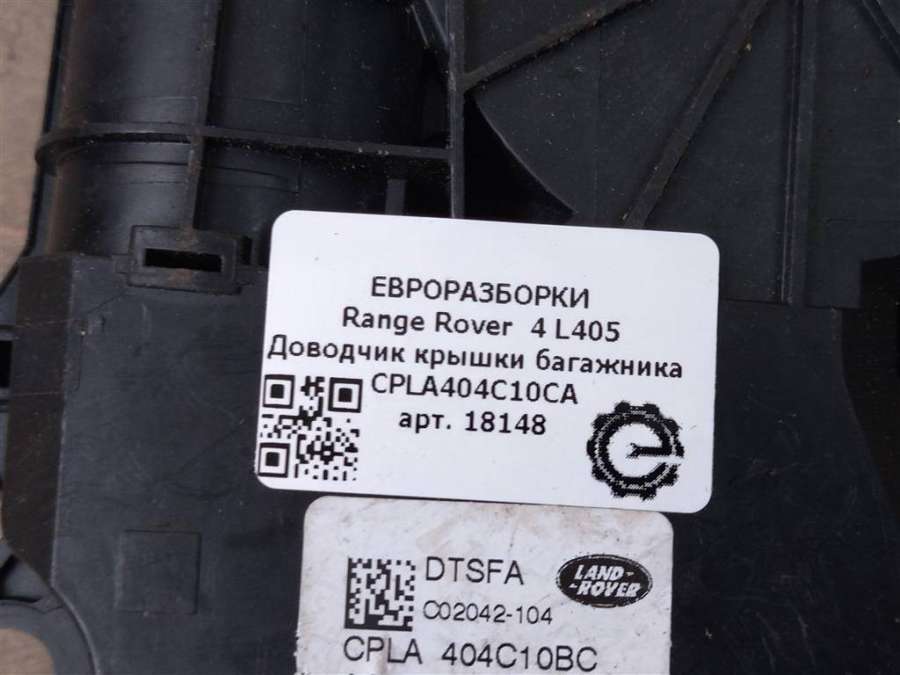 ЕВРОРАЗБОРКИ
Range Rover 4 L405
Доводчик крышки багажника
CPLA404C10CA
арт. 18148
DTSFA
LAND-
-ROVER
C02042-104
CPLA 404C10BC